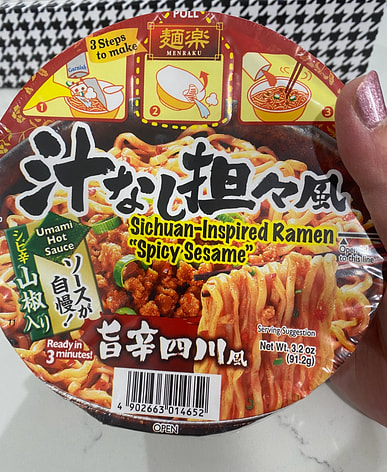 PULL
3 Steps
to make
麺楽
MENRAKU
Garnish
1
2
3
汁なし担々風
Sichuan-Inspired Ramen
"Spicy Sesame"
Open
to this line
Umami
Hot
Sauce
シビ辛
山椒入り
ソースが
自慢!
Ready in
3 minutes!
旨辛四川風
Serving Suggestion
Net Wt. 3.2 oz
(91.2g)
4 902663 014652
OPEN